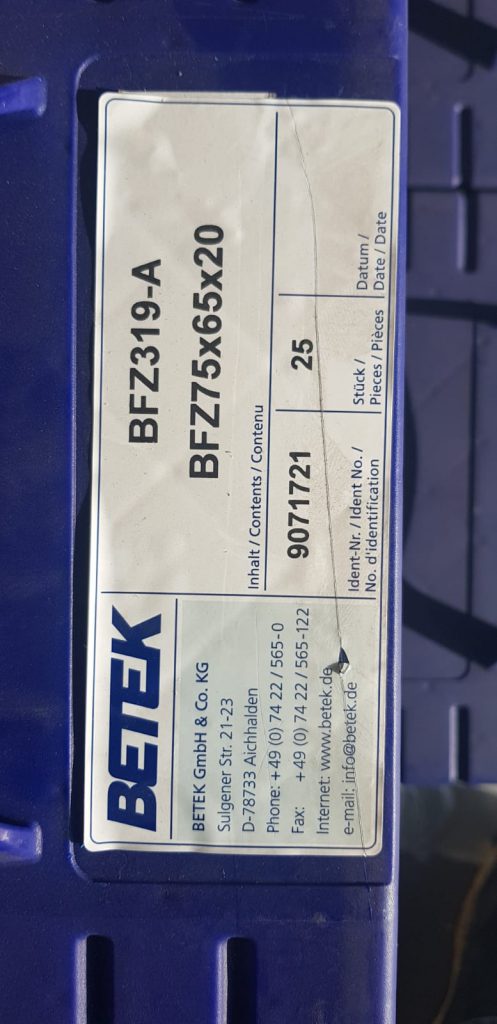 BETEK
BETEK GmbH & Co. KG
Sulgener Str. 21-23
D-78733 Aichhalden
Phone: +49 (0) 74 22 / 565-0
Fax: +49 (0) 74 22 / 565-122
Internet: www.betek.de
e-mail: info@betek.de
BFZ319-A
BFZ75x65x20
Inhalt / Contents / Contenu
9071721
Ident-Nr. / Ident No. /
No. d'identification
25
Stück /
Pieces / Pièces
Datum /
Date / Date